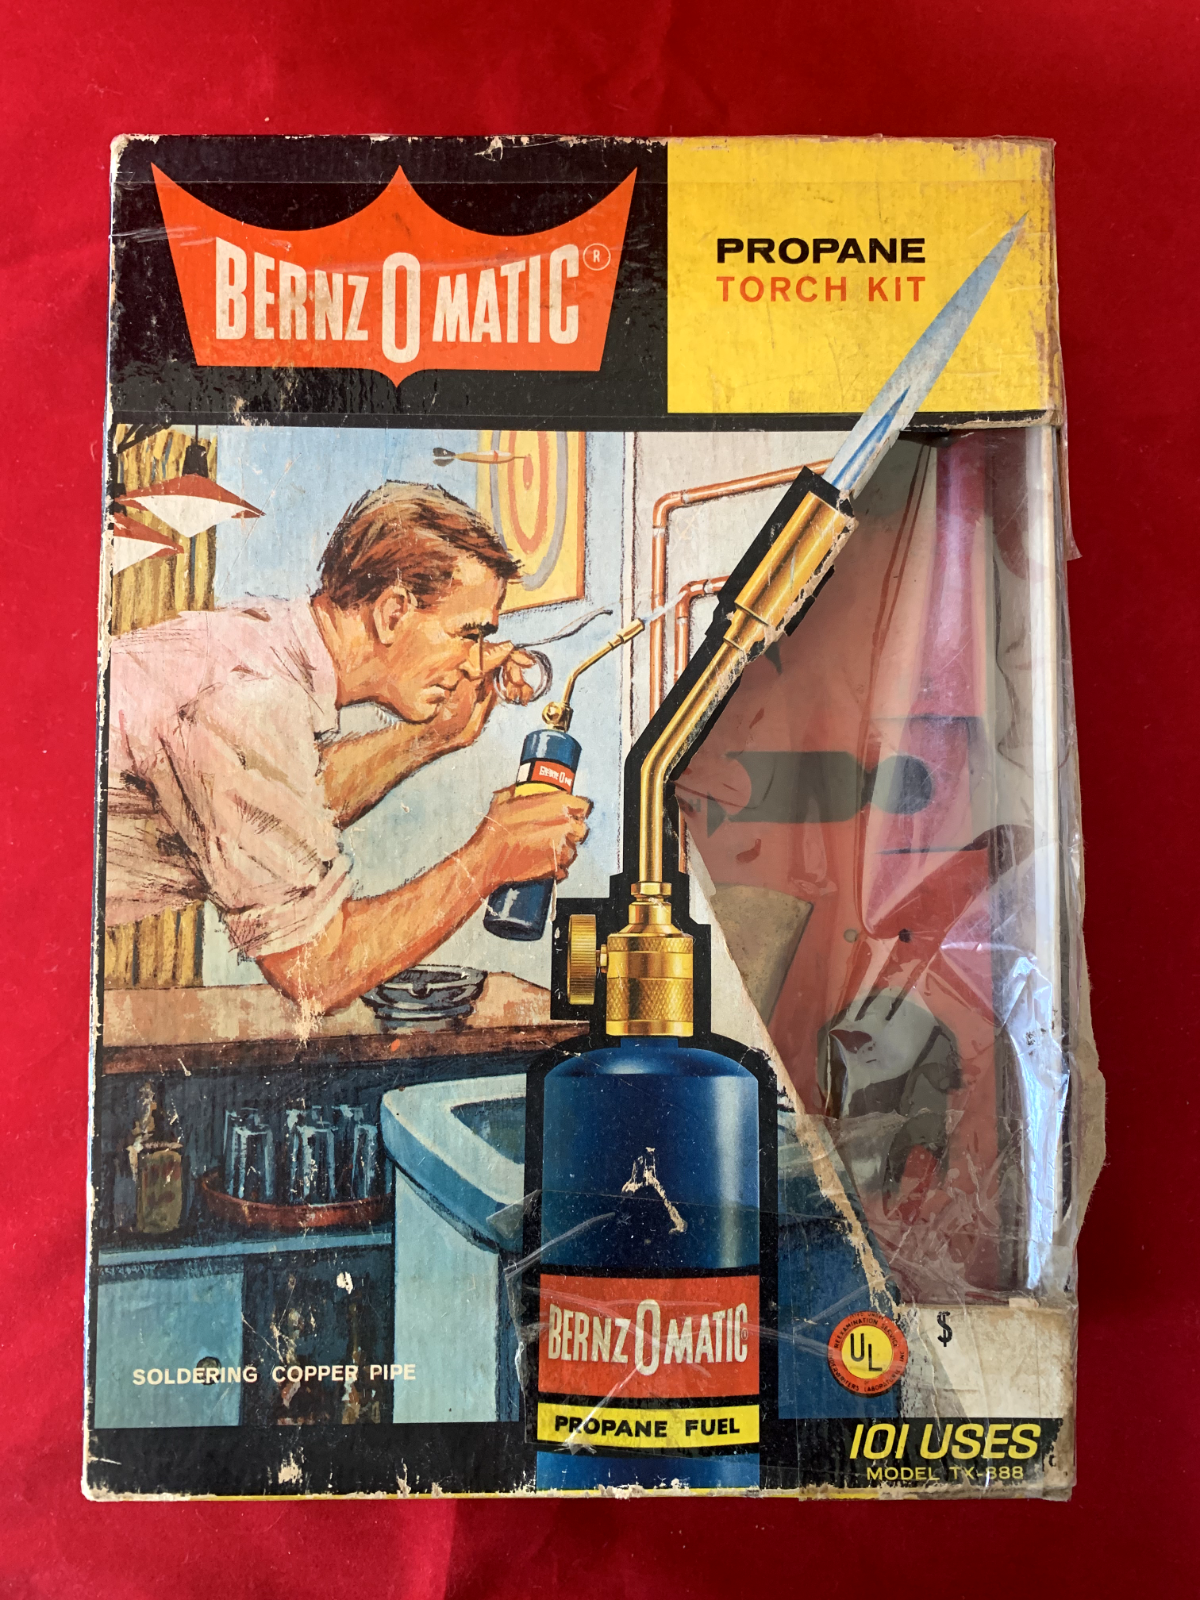 BERNZ O MATIC ®
PROPANE
TORCH KIT
BERNZ O MATIC
PROPANE FUEL
SOLDERING COPPER PIPE
UL
$
101 USES
MODEL TX-888